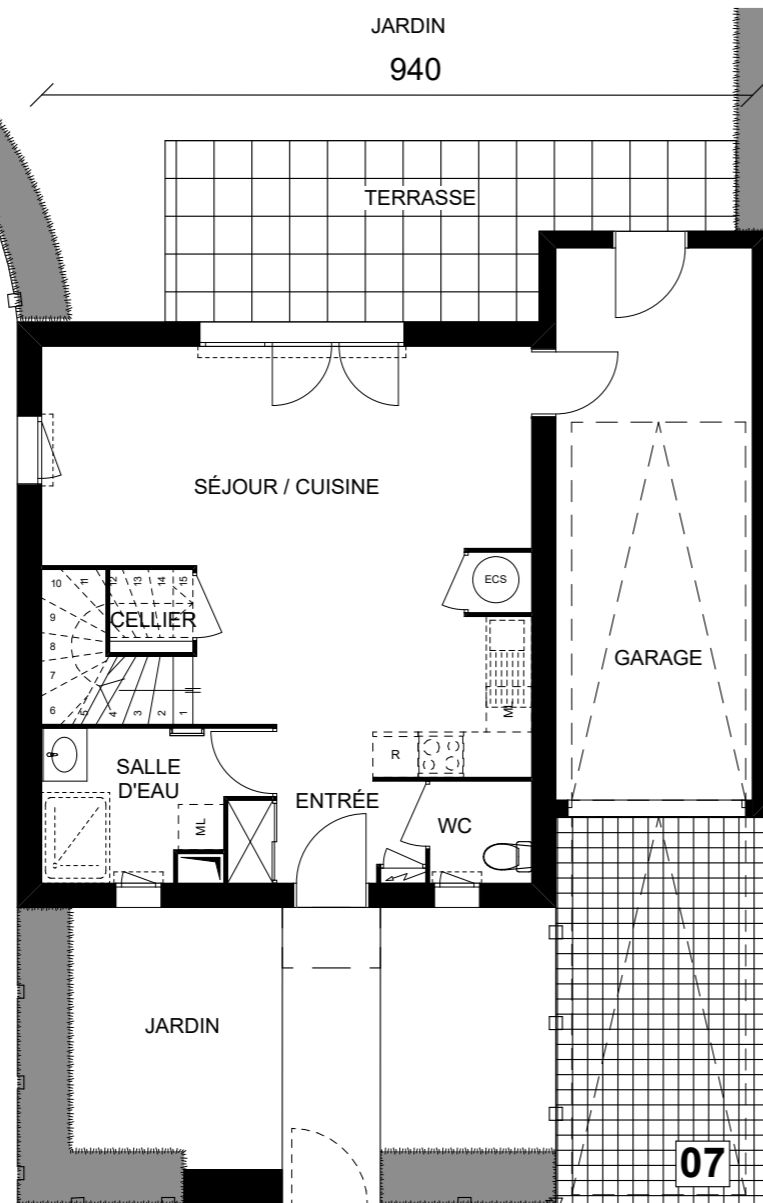 JARDIN
940
TERRASSE
SÉJOUR / CUISINE
10
11
12
13
14
15
ECS
9
CELLIER
8
GARAGE
7
6
5
4
3
2
1
ML
R
SALLE
D'EAU
ENTRÉE
ML
WC
JARDIN
07